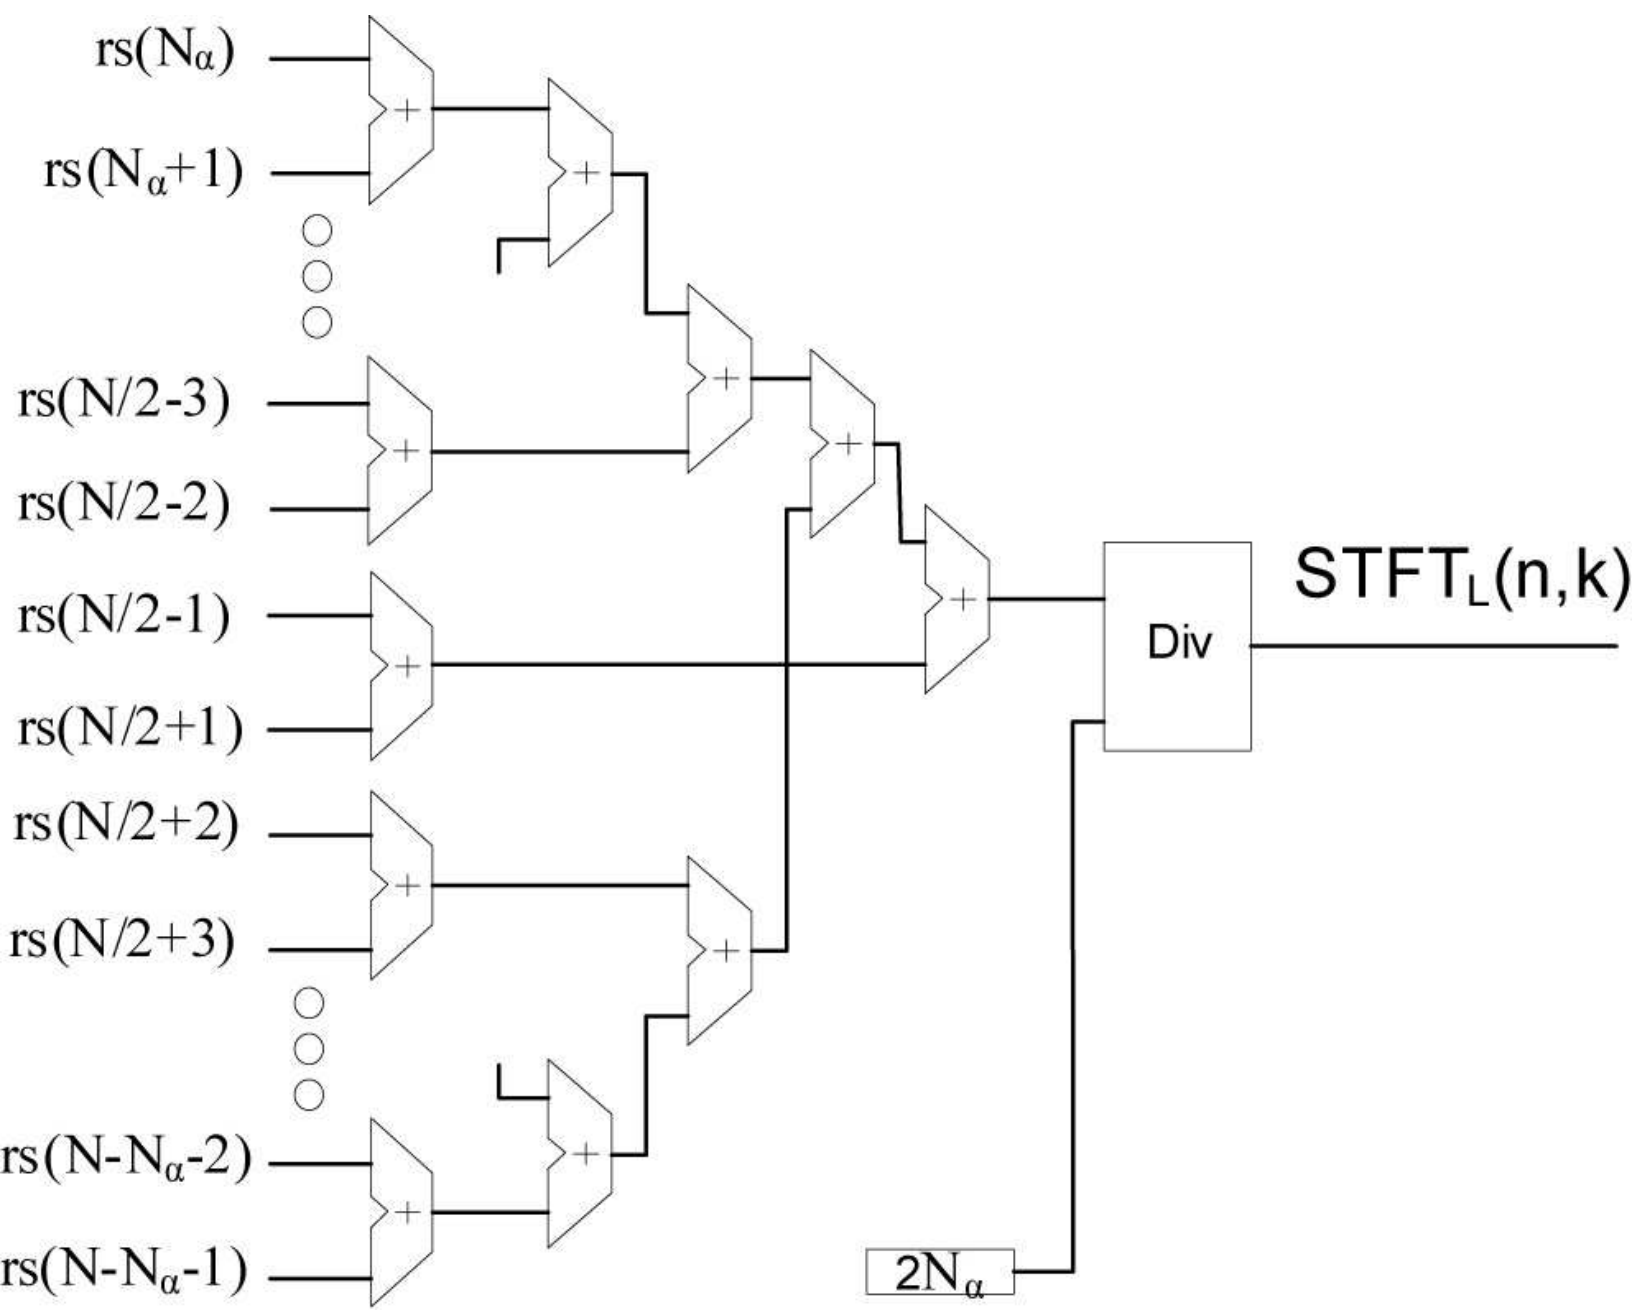 rs(Nα)
+
+
rs(Nα+1)
+
rs(N/2-3)
+
+
rs(N/2-2)
STFTL(n,k)
+
rs(N/2-1)
Div
+
rs(N/2+1)
rs(N/2+2)
+
rs(N/2+3)
+
rs(N-Nα-2)
+
+
rs(N-Nα-1)
2Nα